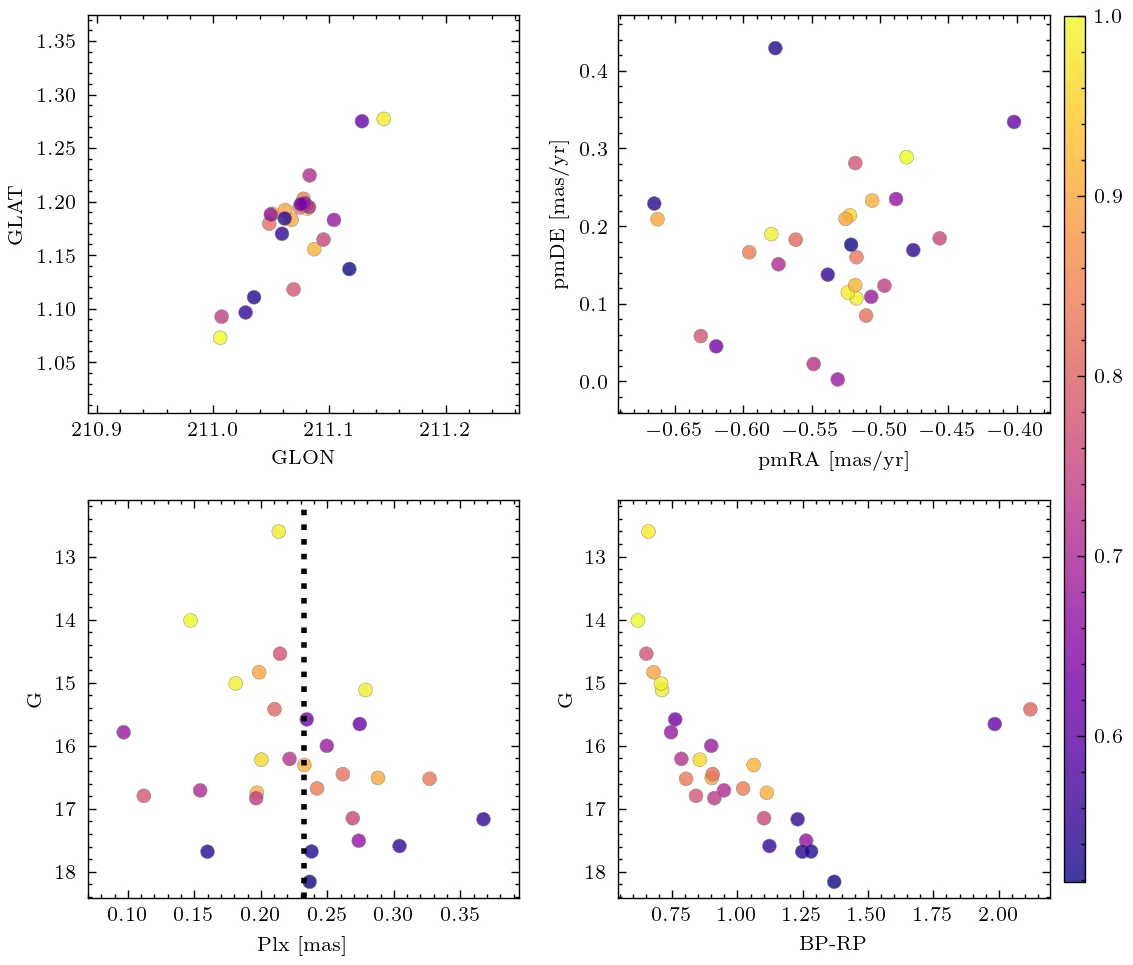 1.35
1.30
1.25
1.20
1.15
1.10
1.05
GLAT
210.9 211.0 211.1 211.2
GLON
0.4
0.3
0.2
0.1
0.0
pmDE [mas/yr]
−0.65 −0.60 −0.55 −0.50 −0.45 −0.40
pmRA [mas/yr]
1.0
0.9
0.8
0.7
0.6
13
14
15
16
17
18
G
0.10 0.15 0.20 0.25 0.30 0.35
Plx [mas]
13
14
15
16
17
18
G
0.75 1.00 1.25 1.50 1.75 2.00
BP-RP